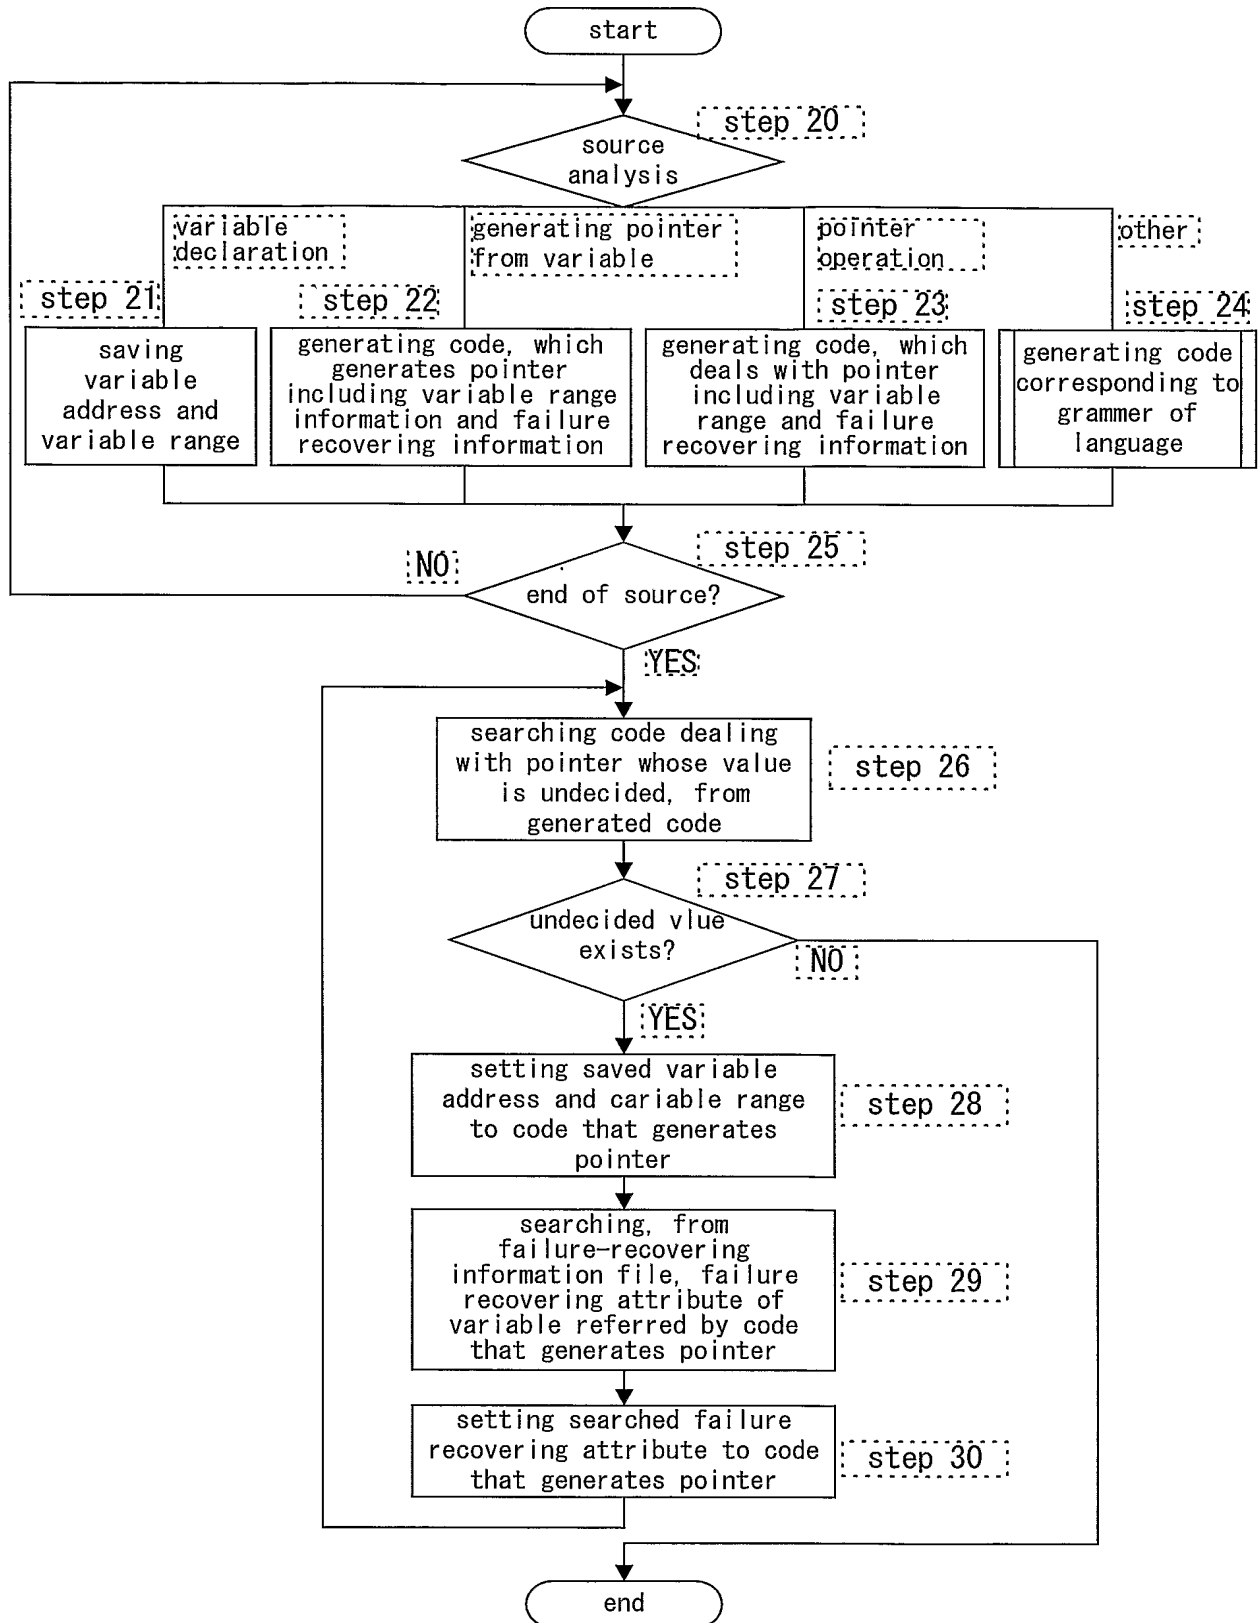 start
step 20
source
analysis
variable
declaration
generating pointer
from variable
pointer
operation
other
step 21
saving
variable
address and
variable range
step 22
generating code, which
generates pointer
including variable range
information and failure
recovering information
step 23
generating code, which
deals with pointer
including variable
range and failure
recovering information
step 24
generating code
corresponding to
grammer of
language
step 25
NO
end of source?
YES
searching code dealing
with pointer whose value
is undecided, from
generated code
step 26
step 27
undecided vlue
exists?
NO
YES
setting saved variable
address and cariable range
to code that generates
pointer
step 28
searching, from
failure-recovering
information file, failure
recovering attribute of
variable referred by code
that generates pointer
step 29
setting searched failure
recovering attribute to code
that generates pointer
step 30
end